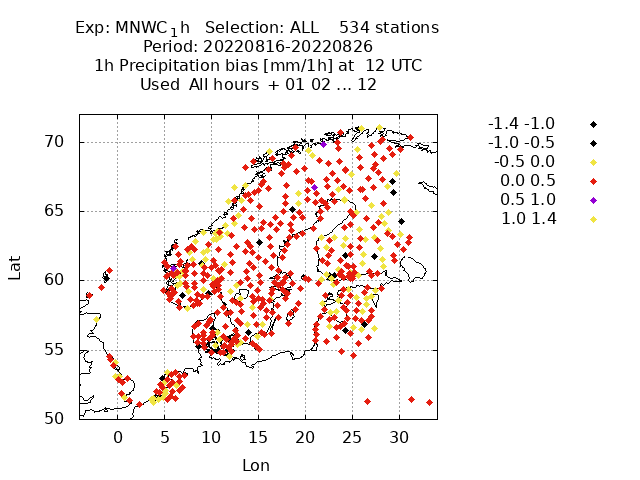 Exp: MNWC1h Selection: ALL 534 stations
Period: 20220816-20220826
1h Precipitation bias [mm/1h] at 12 UTC
Used All hours + 01 02 ... 12
-1.4 -1.0
-1.0 -0.5
-0.5 0.0
0.0 0.5
0.5 1.0
1.0 1.4
70
65
60
55
50
Lat
0 5 10 15 20 25 30
Lon